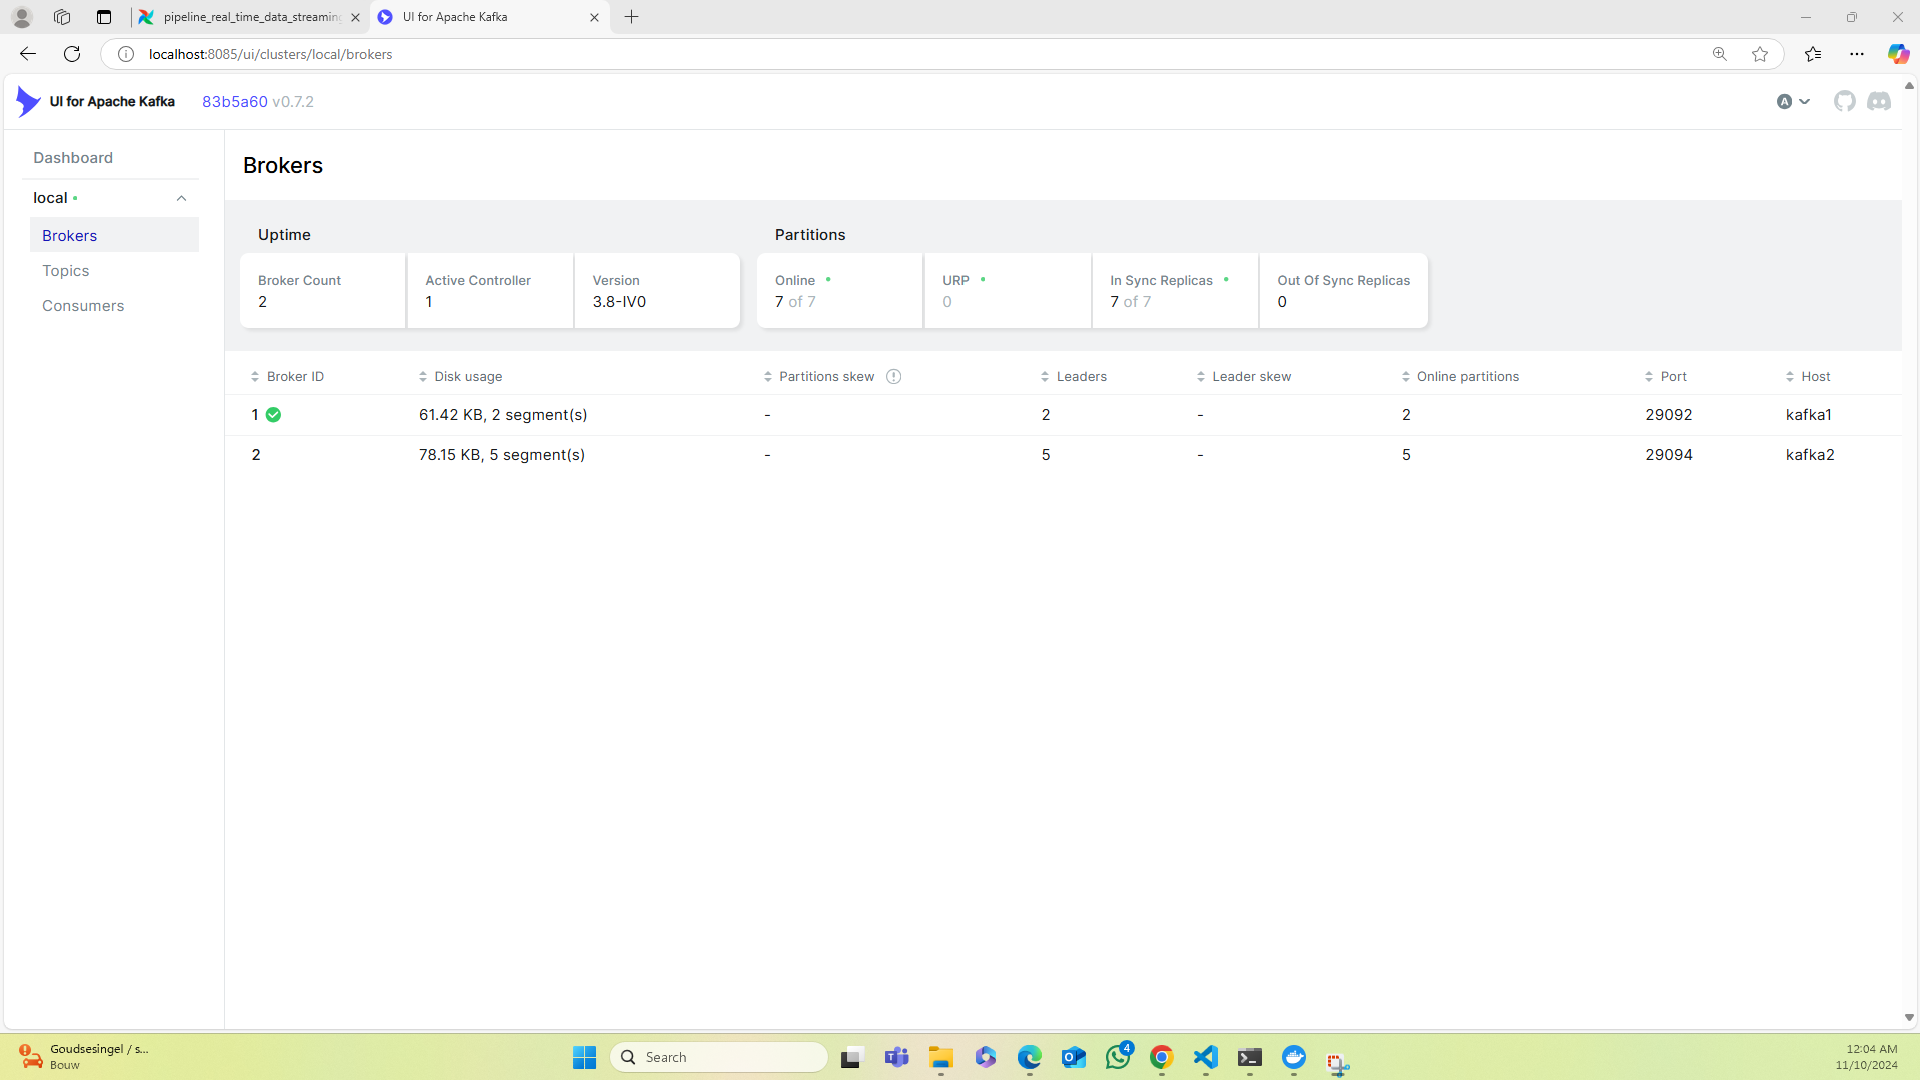 pipeline_real_time_data_streaming
UI for Apache Kafka
localhost:8085/ui/clusters/local/brokers
UI for Apache Kafka 83b5a60 v0.7.2
A
Dashboard
local
Brokers
Topics
Consumers
Brokers
Uptime
Broker Count
2
Active Controller
1
Version
3.8-IV0
Partitions
Online
7 of 7
URP
0
In Sync Replicas
7 of 7
Out Of Sync Replicas
0
Broker ID Disk usage Partitions skew Leaders Leader skew Online partitions Port Host
1 61.42 KB, 2 segment(s) - 2 - 2 29092 kafka1
2 78.15 KB, 5 segment(s) - 5 - 5 29094 kafka2
Goudsesingel / s...
Bouw
Search
4
12:04 AM
11/10/2024